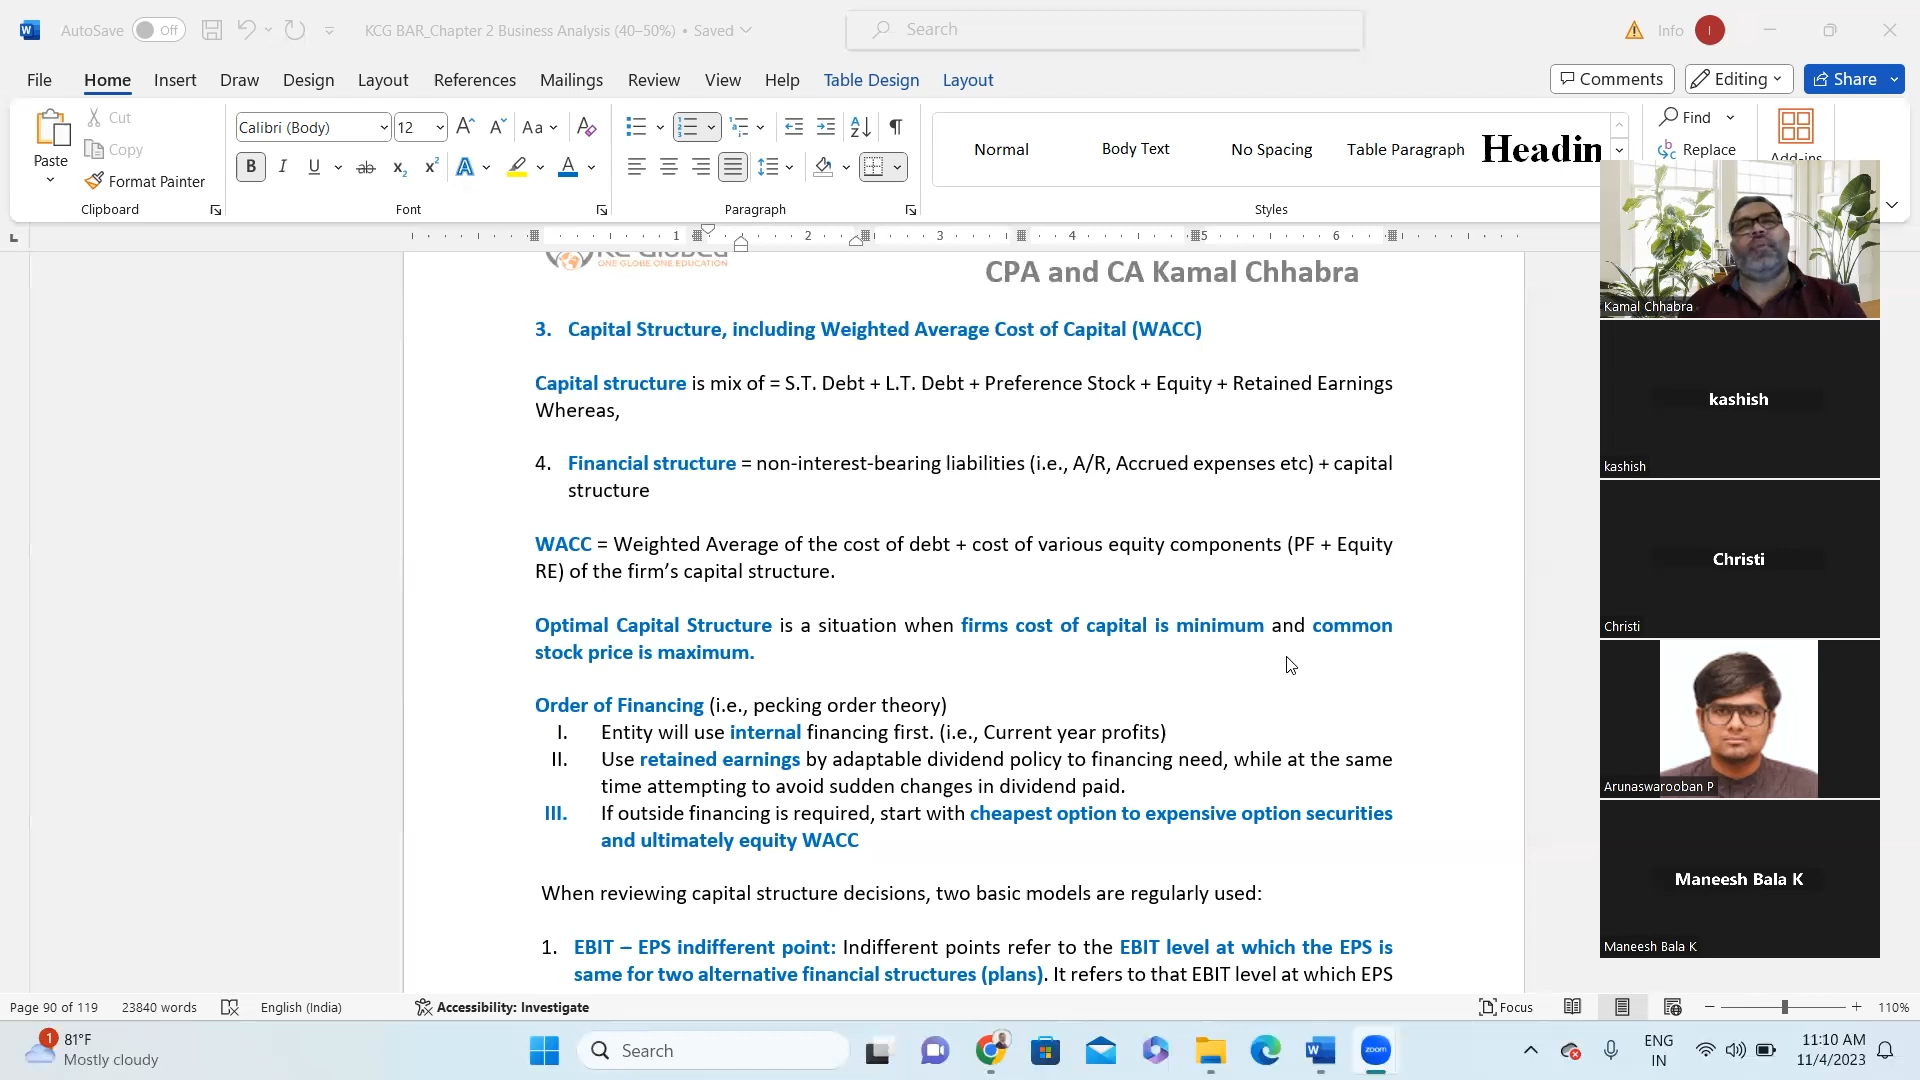 AutoSave Off KCG BAR_Chapter 2 Business Analysis (40–50%) • Saved Search Info I
File Home Insert Draw Design Layout References Mailings Review View Help Table Design Layout Comments Editing Share
Paste Cut Copy Format Painter Clipboard
Calibri (Body) 12 Aa Font
Paragraph
Normal Body Text No Spacing Table Paragraph Headin Styles
Find Replace Add-ins
1 2 3 4 5 6
ONE GLOBE ONE EDUCATION
CPA and CA Kamal Chhabra
3. Capital Structure, including Weighted Average Cost of Capital (WACC)
Capital structure is mix of = S.T. Debt + L.T. Debt + Preference Stock + Equity + Retained Earnings
Whereas,
4. Financial structure = non-interest-bearing liabilities (i.e., A/R, Accrued expenses etc) + capital
structure
WACC = Weighted Average of the cost of debt + cost of various equity components (PF + Equity
RE) of the firm’s capital structure.
Optimal Capital Structure is a situation when firms cost of capital is minimum and common
stock price is maximum.
Order of Financing (i.e., pecking order theory)
I. Entity will use internal financing first. (i.e., Current year profits)
II. Use retained earnings by adaptable dividend policy to financing need, while at the same
time attempting to avoid sudden changes in dividend paid.
III. If outside financing is required, start with cheapest option to expensive option securities
and ultimately equity WACC
When reviewing capital structure decisions, two basic models are regularly used:
1. EBIT – EPS indifferent point: Indifferent points refer to the EBIT level at which the EPS is
same for two alternative financial structures (plans). It refers to that EBIT level at which EPS
Kamal Chhabra
kashish
kashish
Christi
Christi
Arunaswarooban P
Maneesh Bala K
Maneesh Bala K
Page 90 of 119 23840 words English (India) Accessibility: Investigate Focus 110%
1 81°F
Mostly cloudy
Search
zoom
ENG
IN
11:10 AM
11/4/2023